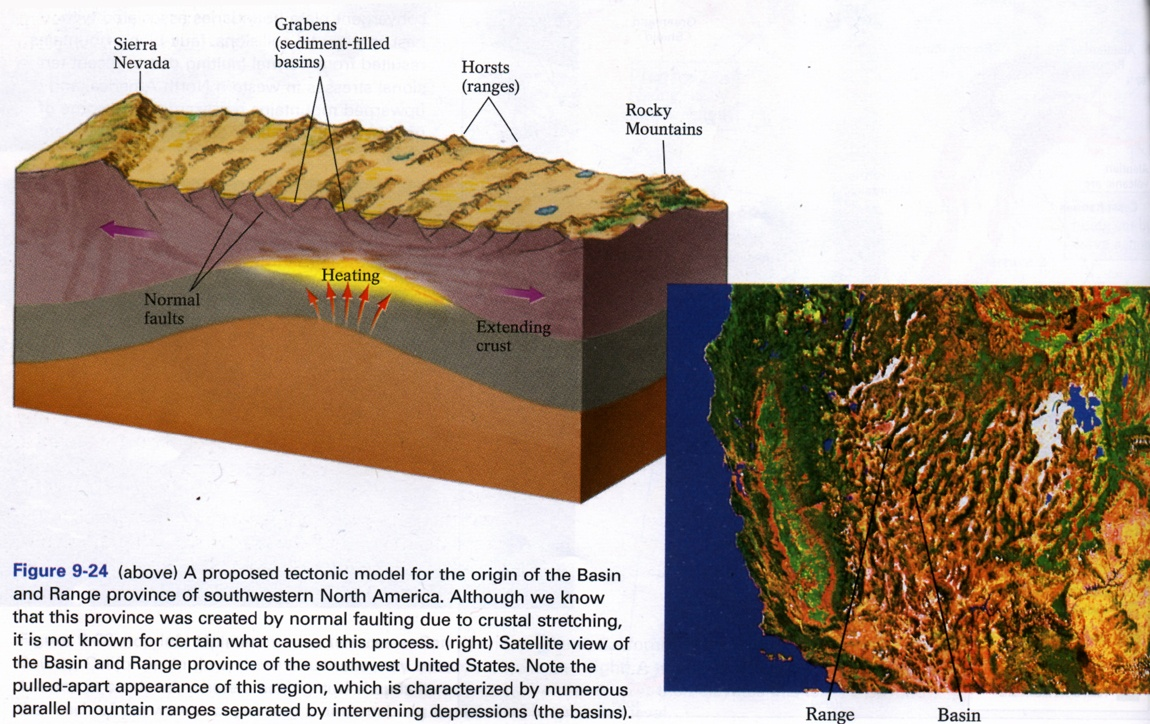 Sierra
Nevada
Grabens
(sediment-filled
basins)
Horsts
(ranges)
Rocky
Mountains
Heating
Normal
faults
Extending
crust
Figure 9-24 (above) A proposed tectonic model for the origin of the Basin
and Range province of southwestern North America. Although we know
that this province was created by normal faulting due to crustal stretching,
it is not known for certain what caused this process. (right) Satellite view of
the Basin and Range province of the southwest United States. Note the
pulled-apart appearance of this region, which is characterized by numerous
parallel mountain ranges separated by intervening depressions (the basins).
Range
Basin